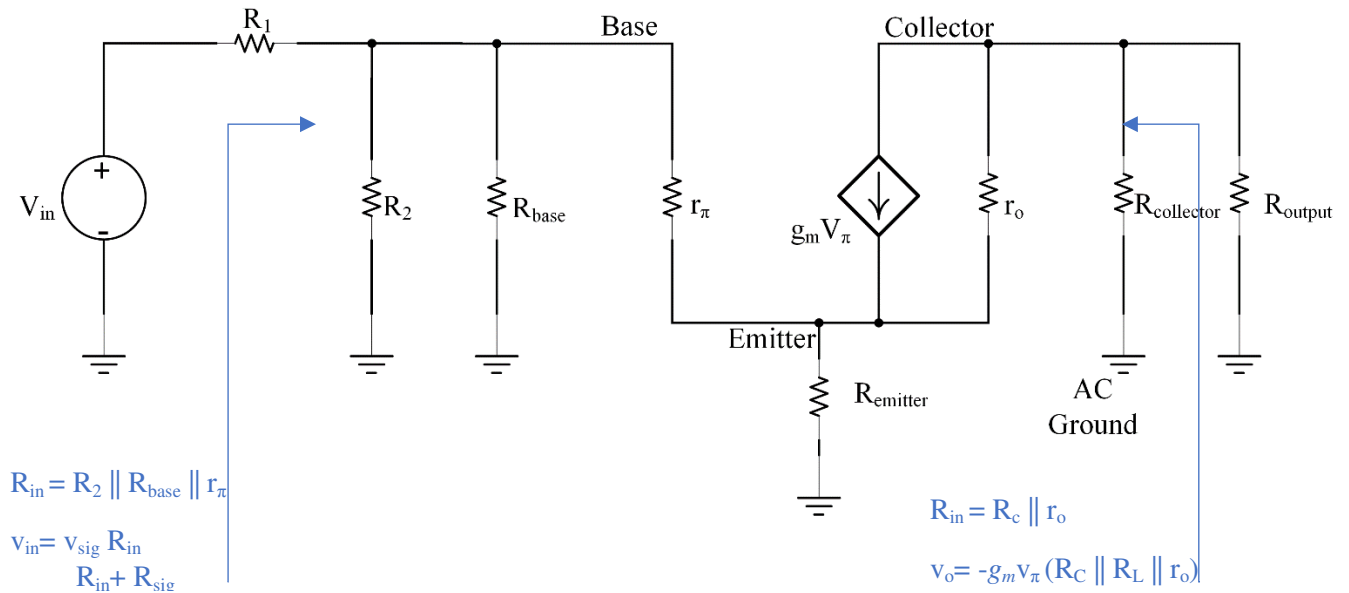 R1
Base
Collector
+
Vin
-
R2
Rbase
rπ
gmVπ
ro
Rcollector
Routput
Emitter
Remitter
AC
Ground
Rin = R2 || Rbase || rπ
vin= vsig Rin
Rin+ Rsig
Rin = Rc || ro
vo= -gmvπ (RC || RL || ro)